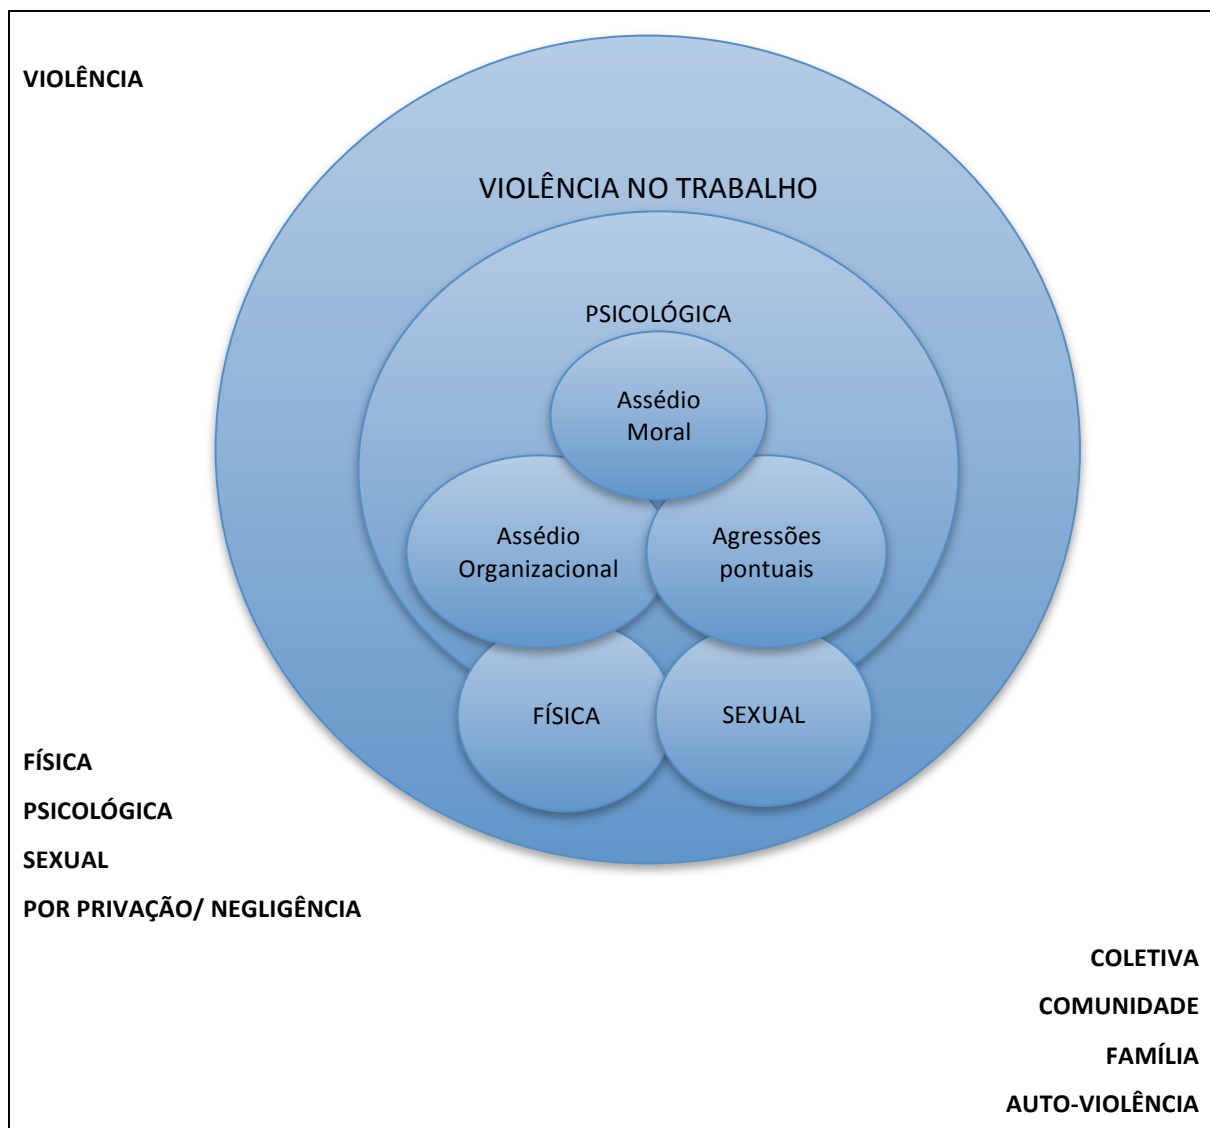 VIOLÊNCIA
VIOLÊNCIA NO TRABALHO
PSICOLÓGICA
Assédio
Moral
Assédio
Organizacional
Agressões
pontuais
FÍSICA
SEXUAL
FÍSICA
PSICOLÓGICA
SEXUAL
POR PRIVAÇÃO/ NEGLIGÊNCIA
COLETIVA
COMUNIDADE
FAMÍLIA
AUTO-VIOLÊNCIA